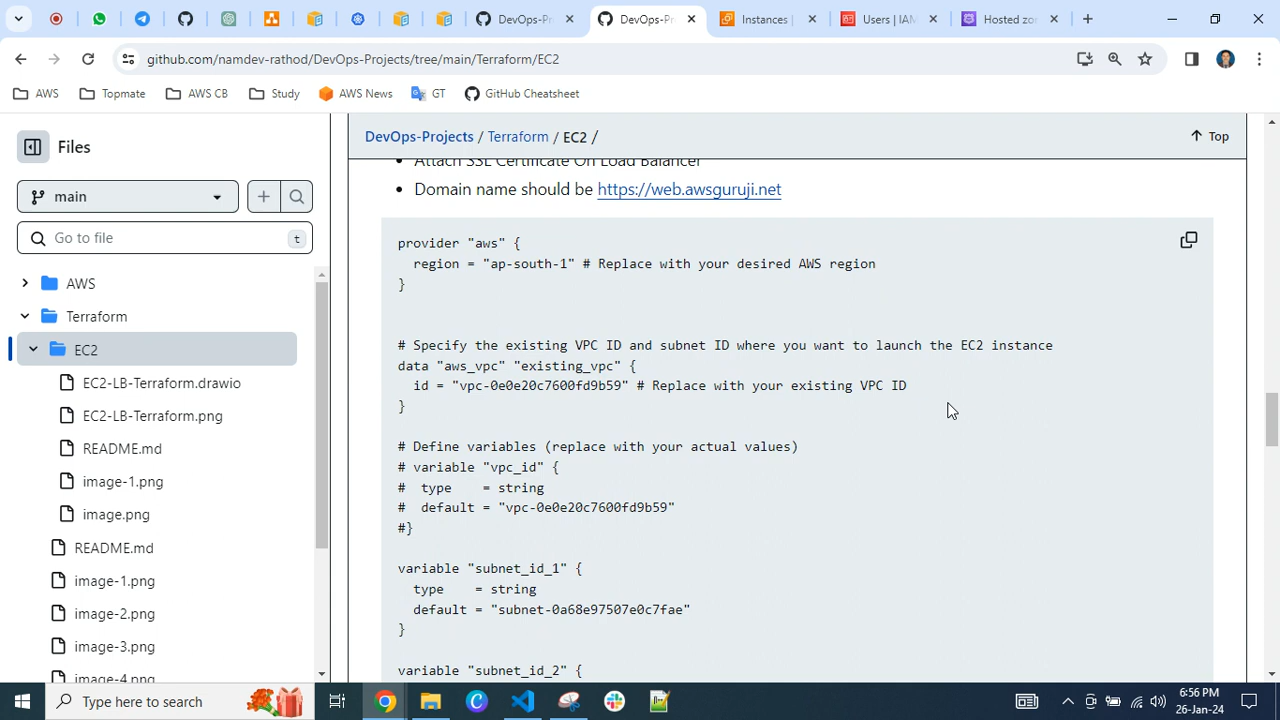 DevOps-Pr
DevOps-Pr
Instances |
Users | IAM
Hosted zon
github.com/namdev-rathod/DevOps-Projects/tree/main/Terraform/EC2
AWS
Topmate
AWS CB
Study
AWS News
GT
GitHub Cheatsheet
Files
main
Go to file
t
AWS
Terraform
EC2
EC2-LB-Terraform.drawio
EC2-LB-Terraform.png
README.md
image-1.png
image.png
README.md
image-1.png
image-2.png
image-3.png
image-4.png
DevOps-Projects / Terraform / EC2 /
Top
• Attach SSL Certificate On Load Balancer
• Domain name should be https://web.awsguruji.net
provider "aws" {
region = "ap-south-1" # Replace with your desired AWS region
}
# Specify the existing VPC ID and subnet ID where you want to launch the EC2 instance
data "aws_vpc" "existing_vpc" {
id = "vpc-0e0e20c7600fd9b59" # Replace with your existing VPC ID
}
# Define variables (replace with your actual values)
# variable "vpc_id" {
#  type    = string
#  default = "vpc-0e0e20c7600fd9b59"
#}
variable "subnet_id_1" {
type    = string
default = "subnet-0a68e97507e0c7fae"
}
variable "subnet_id_2" {
Type here to search
6:56 PM
26-Jan-24